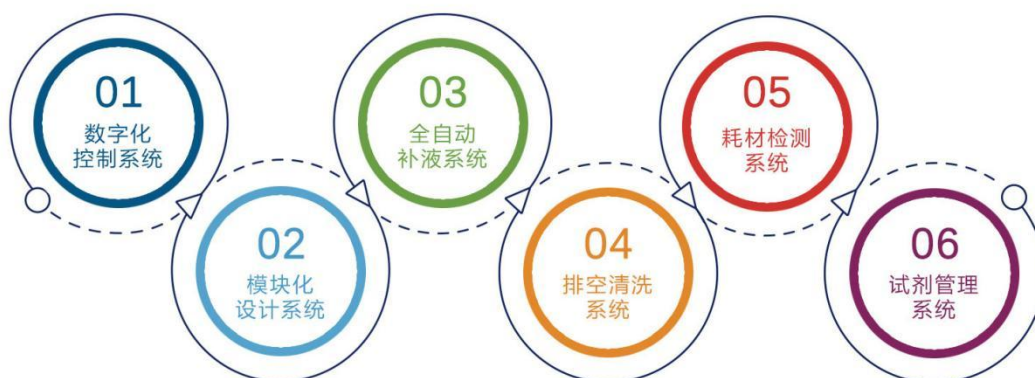 01
数字化
控制系统
02
模块化
设计系统
03
全自动
补液系统
04
排空清洗
系统
05
耗材检测
系统
06
试剂管理
系统